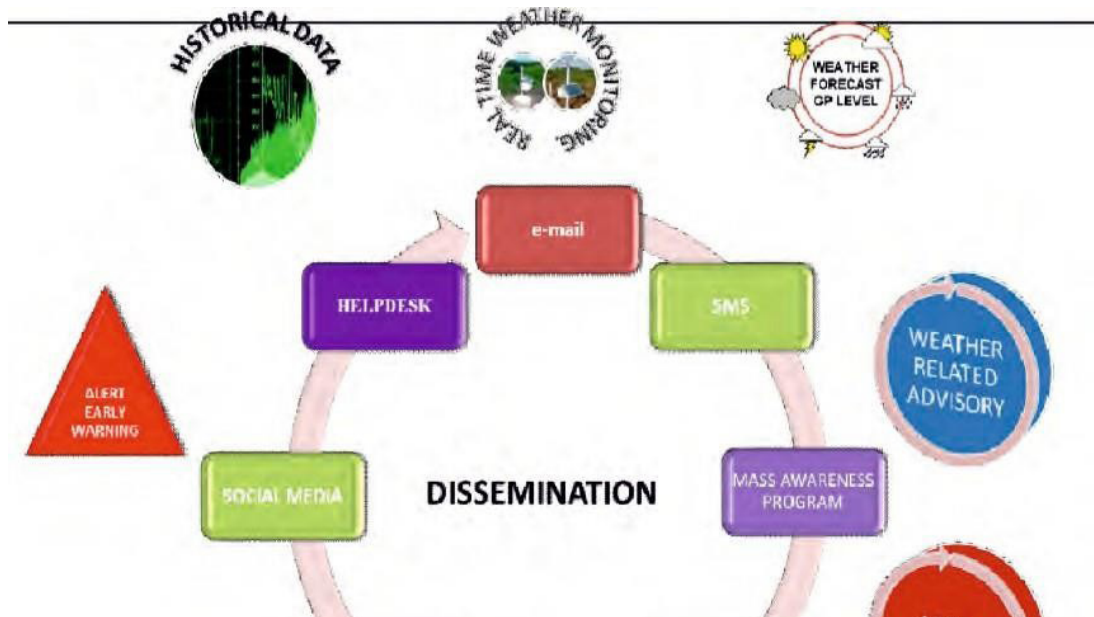 HISTORICAL DATA
REAL TIME WEATHER MONITORING.
WEATHER
FORECAST
GP LEVEL
e-mail
HELPDESK
SMS
ALERT
EARLY
WARNING
WEATHER
RELATED
ADVISORY
SOCIAL MEDIA
DISSEMINATION
MASS AWARENESS
PROGRAM